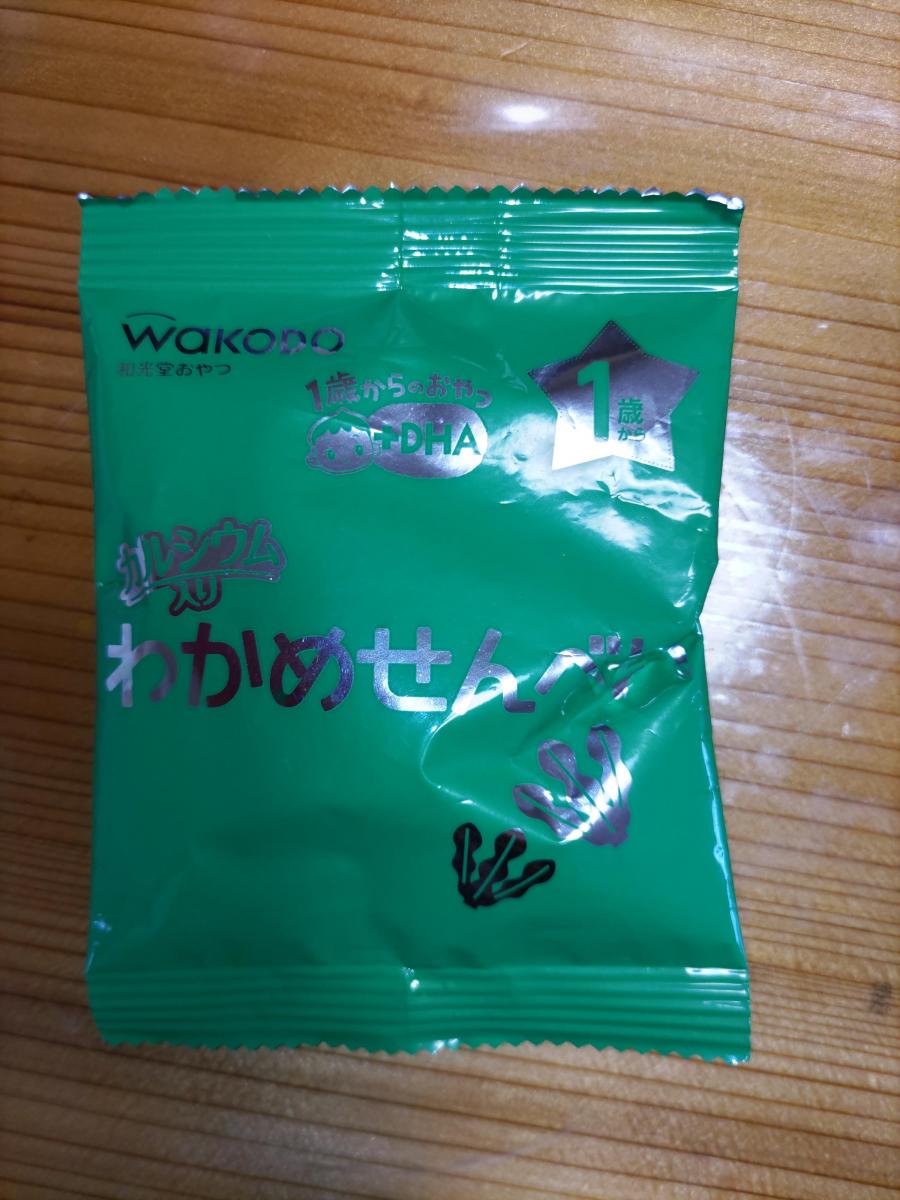 WAKODO
和光堂おやつ
1歳からのおやつ
+DHA
1歳から
カルシウム
入り
わかめせんべい